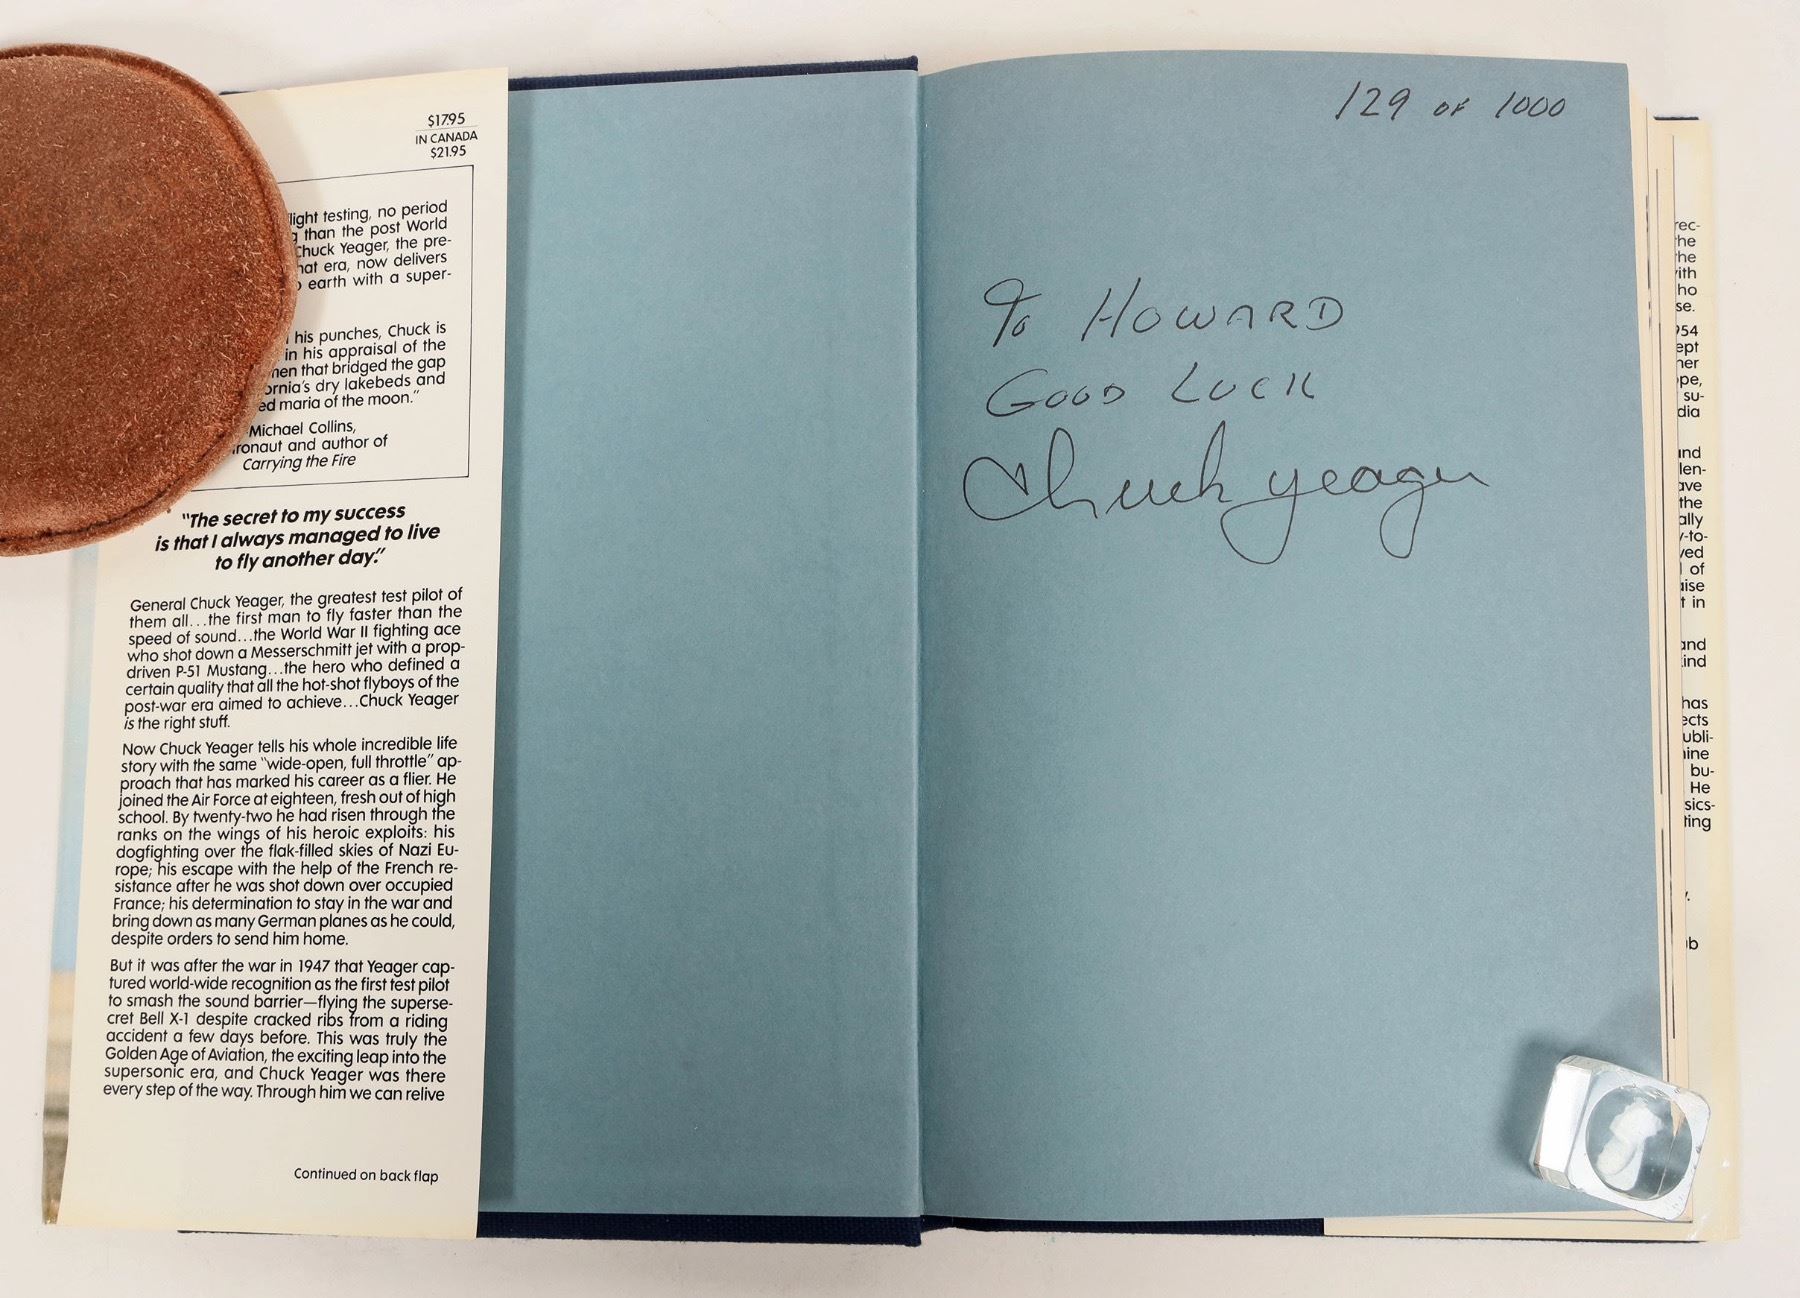 $17.95
IN CANADA
$21.95
light testing, no period
than the post World
Chuck Yeager, the pre-
era, now delivers
earth with a super-
his punches, Chuck is
in his appraisal of the
men that bridged the gap
dry lakebeds and
maria of the moon."
Michael Collins,
and author of
Carrying the Fire
"The secret to my success
is that I always managed to live
to fly another day."
General Chuck Yeager, the greatest test pilot of
them all...the first man to fly faster than the
speed of sound...the World War II fighting ace
who shot down a Messerschmitt jet with a prop-
driven P-51 Mustang...the hero who defined a
certain quality that all the hot-shot flyboys of the
post-war era aimed to achieve...Chuck Yeager
is the right stuff.
Now Chuck Yeager tells his whole incredible life
story with the same "wide-open, full throttle" ap-
proach that has marked his career as a flier. He
joined the Air Force at eighteen, fresh out of high
school. By twenty-two he had risen through the
ranks on the wings of his heroic exploits: his
dogfighting over the flak-filled skies of Nazi Eu-
rope; his escape with the help of the French re-
sistance after he was shot down over occupied
France; his determination to stay in the war and
bring down as many German planes as he could,
despite orders to send him home.
But it was after the war in 1947 that Yeager cap-
tured world-wide recognition as the first test pilot
to smash the sound barrier—flying the superse-
cret Bell X-1 despite cracked ribs from a riding
accident a few days before. This was truly the
Golden Age of Aviation, the exciting leap into the
supersonic era, and Chuck Yeager was there
every step of the way. Through him we can relive
Continued on back flap
129 OF 1000
To HOWARD
GOOD LUCK
Chuck Yeager